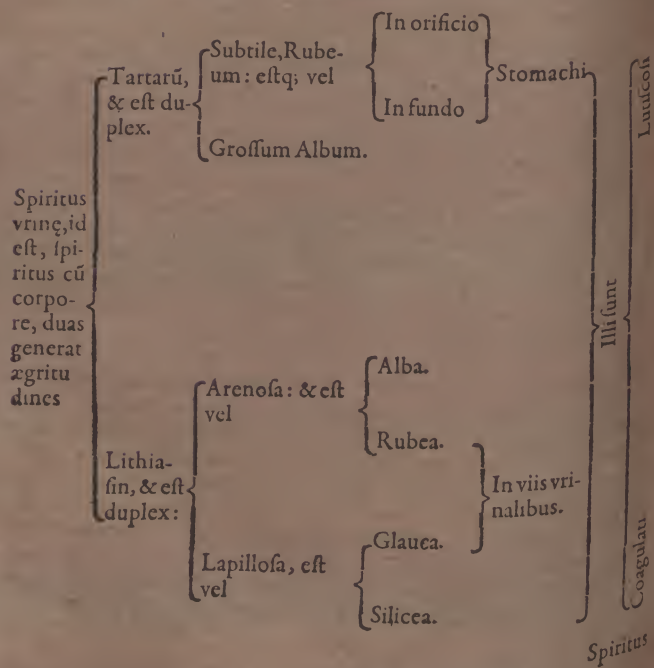 Spiritus
vrinę, id
eſt, ſpi-
ritus cū
corpo-
re, duas
generat
ægritu
dines
Tartarū,
& eſt du-
plex.
Subtile, Rube-
um : eſtq; vel
In orificio
In fundo
Stomachi
Groſſum Album.
Lithia-
ſin, & eſt
duplex :
Arenoſa : & eſt
vel
Alba.
Rubea.
Lapilloſa, eſt
vel
Glauca.
Silicea.
In viis vri-
nalibus.
Illi ſunt
Coagulati
Spiritus